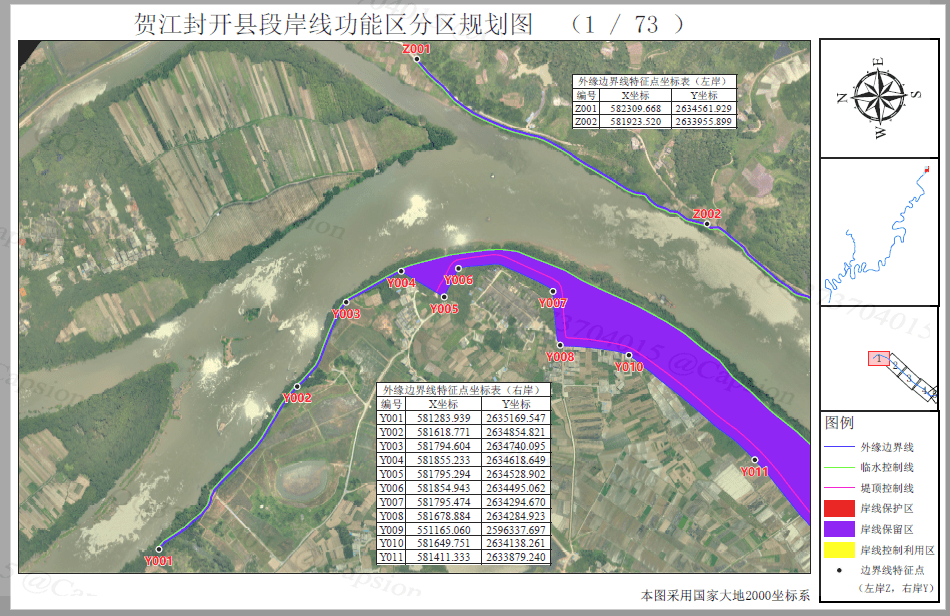 贺江封开县段岸线功能区分区规划图 （1 / 73 ）
Z001
外缘边界线特征点坐标表（左岸）
编号 X坐标 Y坐标
Z001 582309.668 2634561.929
Z002 581923.520 2633955.899
Z002
Y004
Y006
Y003
Y005
Y007
Y008
Y010
Y002
Y011
Y001
外缘边界线特征点坐标表（右岸）
编号 X坐标 Y坐标
Y001 581283.939 2635169.547
Y002 581618.771 2634854.821
Y003 581794.604 2634740.095
Y004 581855.233 2634618.649
Y005 581795.294 2634528.902
Y006 581854.943 2634495.062
Y007 581795.474 2634294.670
Y008 581678.884 2634284.923
Y009 551165.060 2596337.697
Y010 581649.751 2634138.261
Y011 581411.333 2633879.240
E
N S
W
1
2
3
图例
外缘边界线
临水控制线
堤顶控制线
岸线保护区
岸线保留区
岸线控制利用区
边界线特征点
（左岸Z，右岸Y）
本图采用国家大地2000坐标系